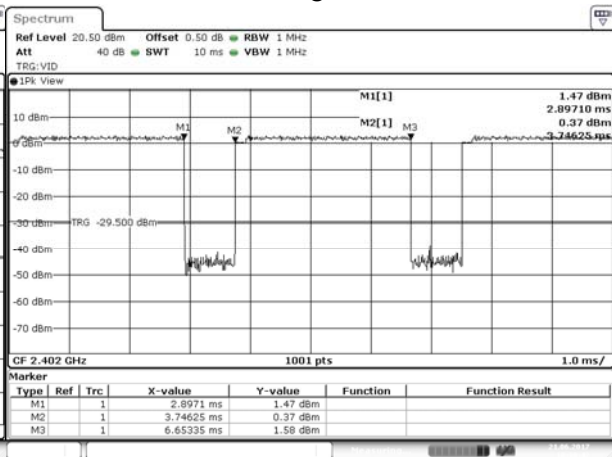 Spectrum
Ref Level 20.50 dBm Offset 0.50 dB RBW 1 MHz
Att 40 dB SWT 10 ms VBW 1 MHz
TRG:VID
1Pk View
M1[1] 1.47 dBm
2.89710 ms
10 dBm M1 M2 M2[1] M3 0.37 dBm
3.74625 ms
0 dBm
-10 dBm
-20 dBm
-30 dBm TRG -29.500 dBm
-40 dBm
-50 dBm
-60 dBm
-70 dBm
CF 2.402 GHz 1001 pts 1.0 ms/
Marker
Type Ref Trc X-value Y-value Function Function Result
M1 1 2.8971 ms 1.47 dBm
M2 1 3.74625 ms 0.37 dBm
M3 1 6.65335 ms 1.58 dBm